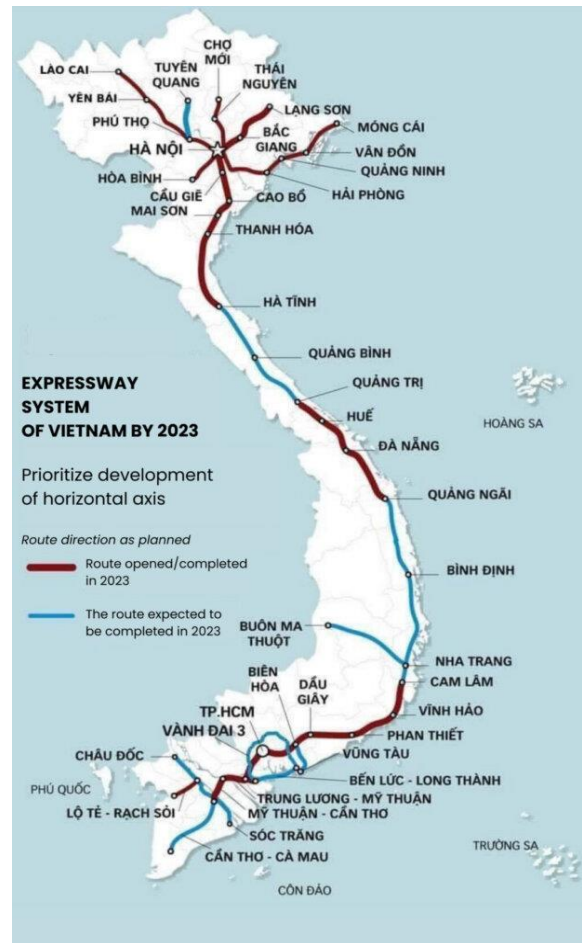 CHỢ
MỚI
LÀO CAI
TUYÊN
QUANG
THÁI
NGUYÊN
YÊN BÁI
LẠNG SƠN
PHÚ THỌ
MÓNG CÁI
BẮC
GIANG
HÀ NỘI
VÂN ĐỒN
QUẢNG NINH
HÒA BÌNH
HẢI PHÒNG
CẦU GIẼ
CAO BỒ
MAI SƠN
THANH HÓA
HÀ TĨNH
QUẢNG BÌNH
EXPRESSWAY
SYSTEM
OF VIETNAM BY 2023
QUẢNG TRỊ
HUẾ
HOÀNG SA
ĐÀ NẴNG
Prioritize development
of horizontal axis
QUẢNG NGÃI
Route direction as planned
Route opened/completed
in 2023
BÌNH ĐỊNH
The route expected to
be completed in 2023
BUÔN MA
THUỘT
NHA TRANG
BIÊN
HÒA
CAM LÂM
DẦU
GIÂY
TP.HCM
VĨNH HẢO
VÀNH ĐAI 3
PHAN THIẾT
CHÂU ĐỐC
VŨNG TÀU
PHÚ QUỐC
BẾN LỨC - LONG THÀNH
TRUNG LƯƠNG - MỸ THUẬN
LỘ TẺ - RẠCH SỎI
MỸ THUẬN - CẦN THƠ
SÓC TRĂNG
TRƯỜNG SA
CẦN THƠ - CÀ MAU
CÔN ĐẢO